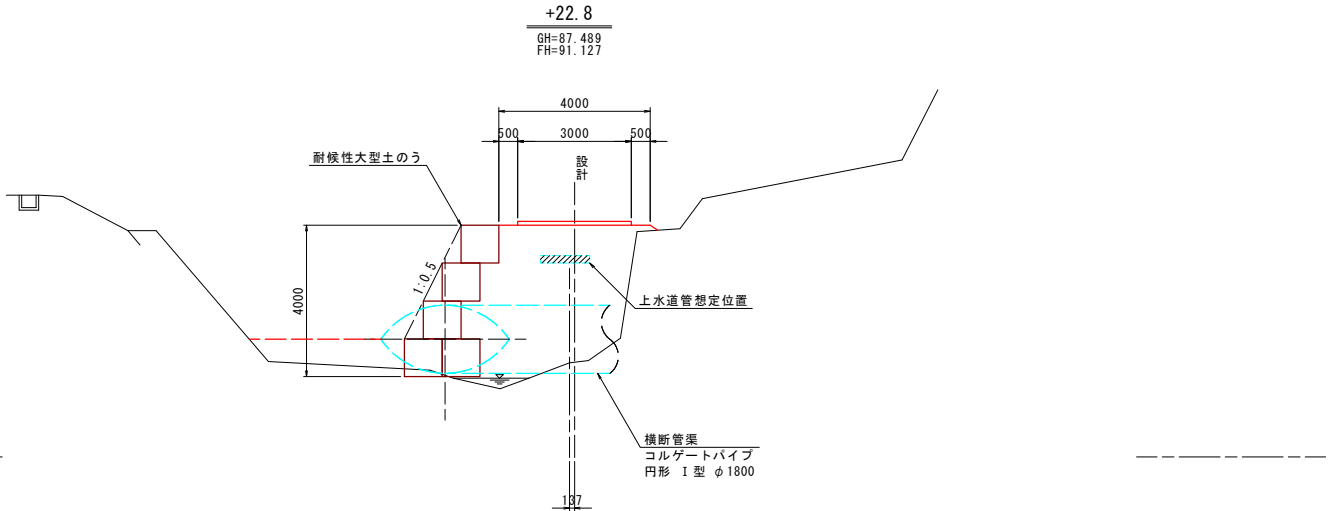 +22.8
GH=87.489
FH=91.127
4000
500
3000
500
設計
耐候性大型土のう
1:0.5
4000
上水道管想定位置
横断管渠
コルゲートパイプ
円形 Ⅰ型 φ1800
137